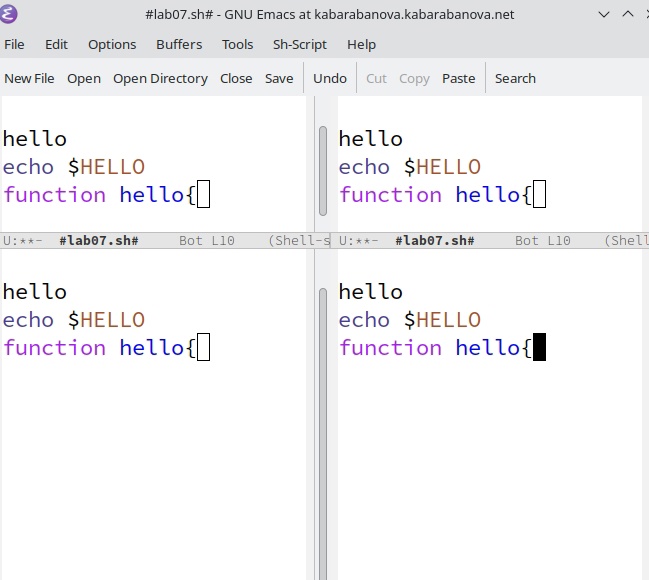 #lab07.sh# - GNU Emacs at kabarabanova.kabarabanova.net
File Edit Options Buffers Tools Sh-Script Help
New File Open Open Directory Close Save Undo Cut Copy Paste Search
hello
echo $HELLO
function hello{
U:**- #lab07.sh# Bot L10 (Shell-s
hello
echo $HELLO
function hello{
U:**- #lab07.sh# Bot L10 (Shell
hello
echo $HELLO
function hello{
hello
echo $HELLO
function hello{